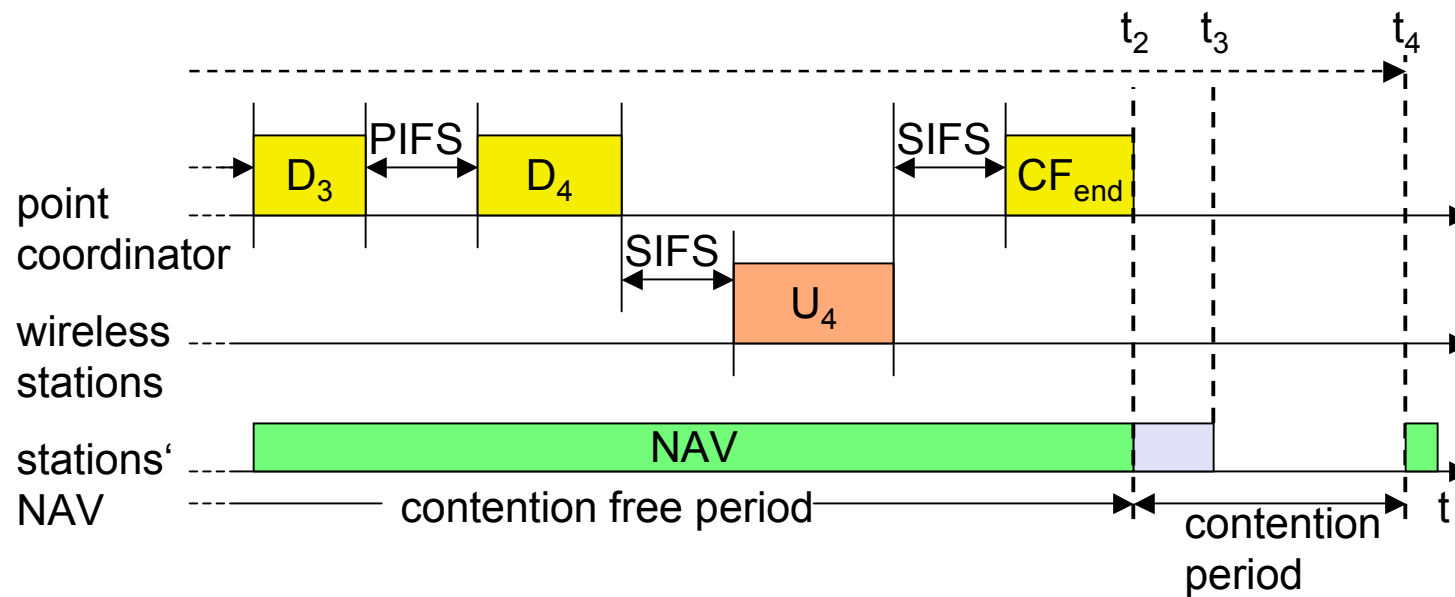 t2 t3 t4
PIFS SIFS
D3 D4 CFend
point
coordinator
SIFS
U4
wireless
stations
NAV
stations‘
NAV
contention free period
t
contention
period